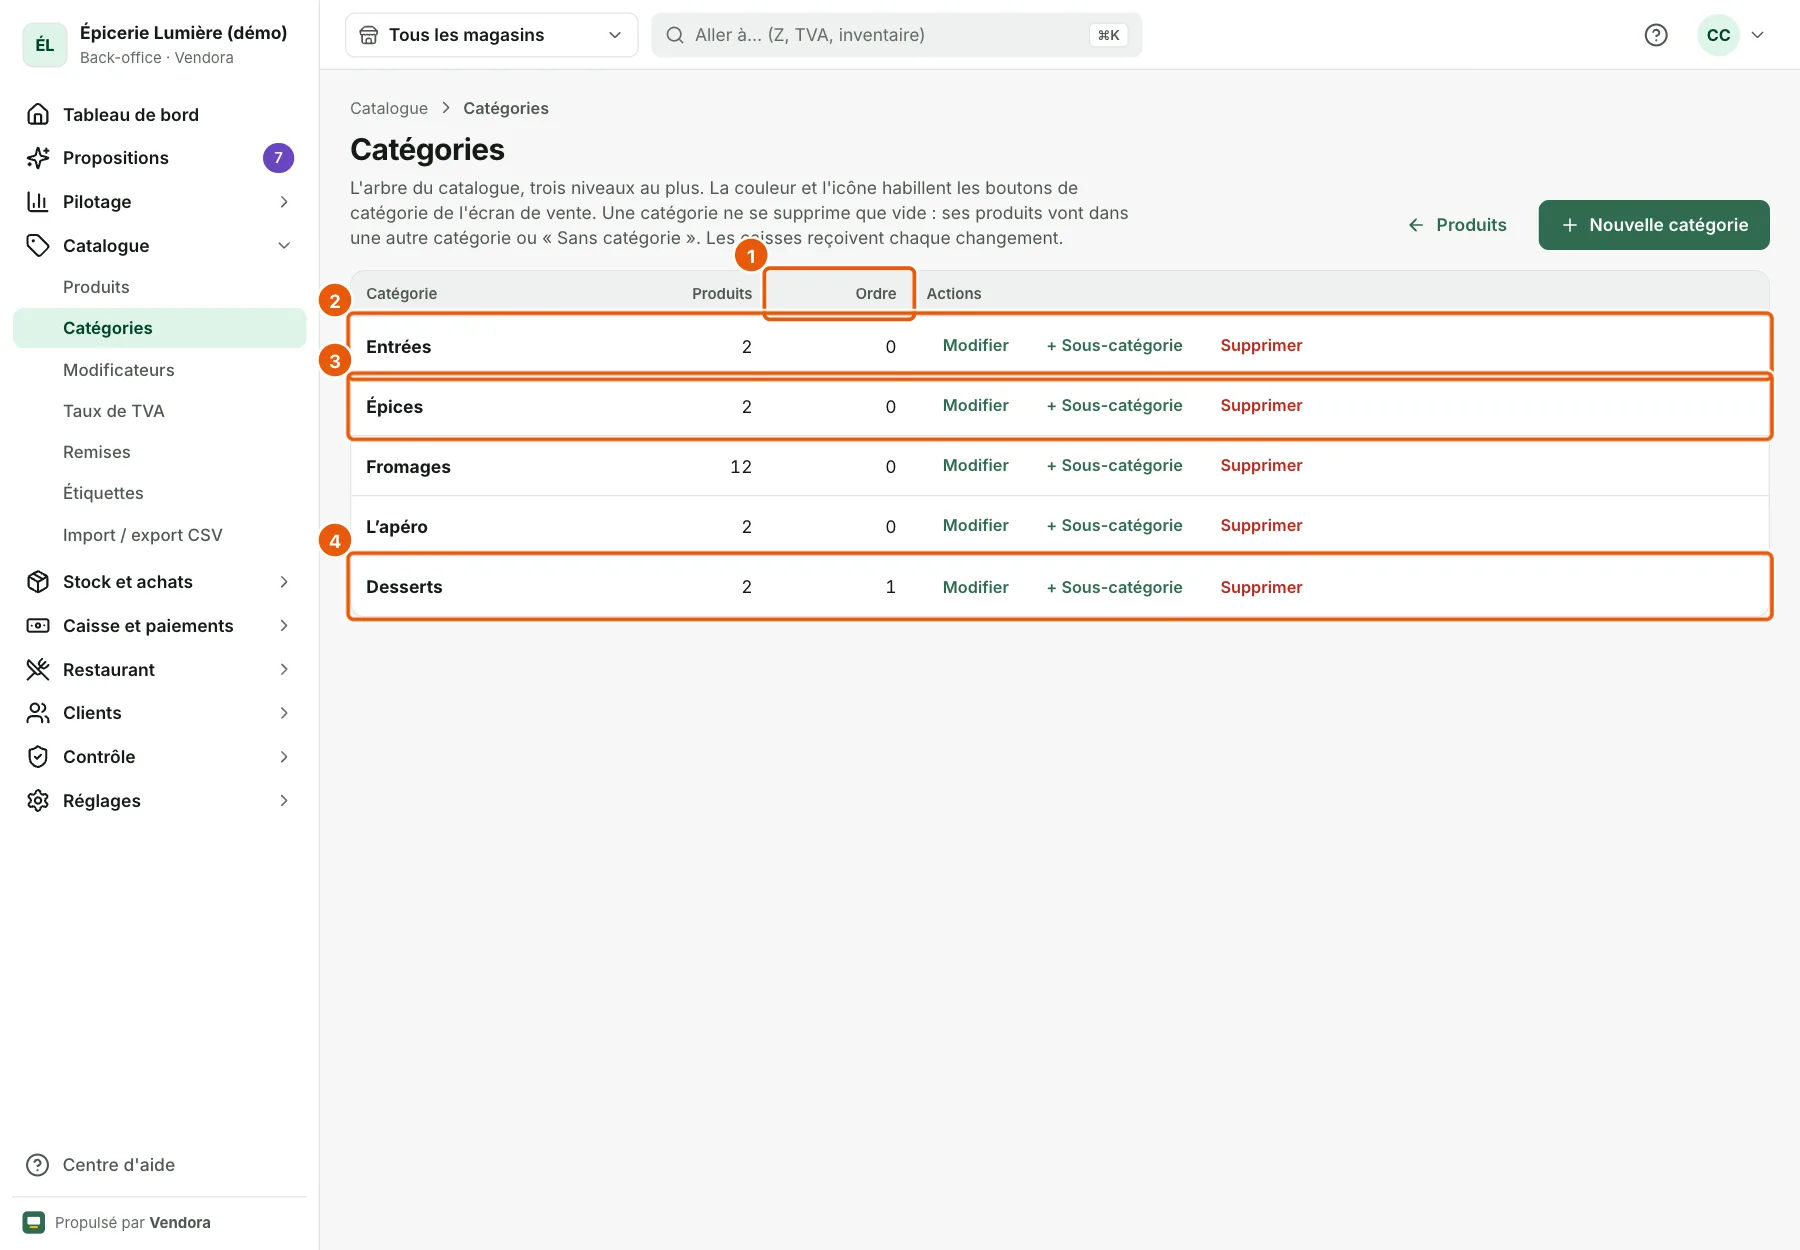 ÉL
Épicerie Lumière (démo)
Back-office · Vendora
Tous les magasins
Aller à... (Z, TVA, inventaire)
⌘K
CC
Tableau de bord
Propositions
7
Pilotage
Catalogue
Produits
Catégories
Modificateurs
Taux de TVA
Remises
Étiquettes
Import / export CSV
Stock et achats
Caisse et paiements
Restaurant
Clients
Contrôle
Réglages
Centre d'aide
Propulsé par Vendora
Catalogue > Catégories
Catégories
L'arbre du catalogue, trois niveaux au plus. La couleur et l'icône habillent les boutons de
catégorie de l'écran de vente. Une catégorie ne se supprime que vide : ses produits vont dans
une autre catégorie ou « Sans catégorie ». Les caisses reçoivent chaque changement.
← Produits
+ Nouvelle catégorie
1
Catégorie Produits Ordre Actions
2
Entrées 2 0 Modifier + Sous-catégorie Supprimer
3
Épices 2 0 Modifier + Sous-catégorie Supprimer
Fromages 12 0 Modifier + Sous-catégorie Supprimer
L’apéro 2 0 Modifier + Sous-catégorie Supprimer
4
Desserts 2 1 Modifier + Sous-catégorie Supprimer